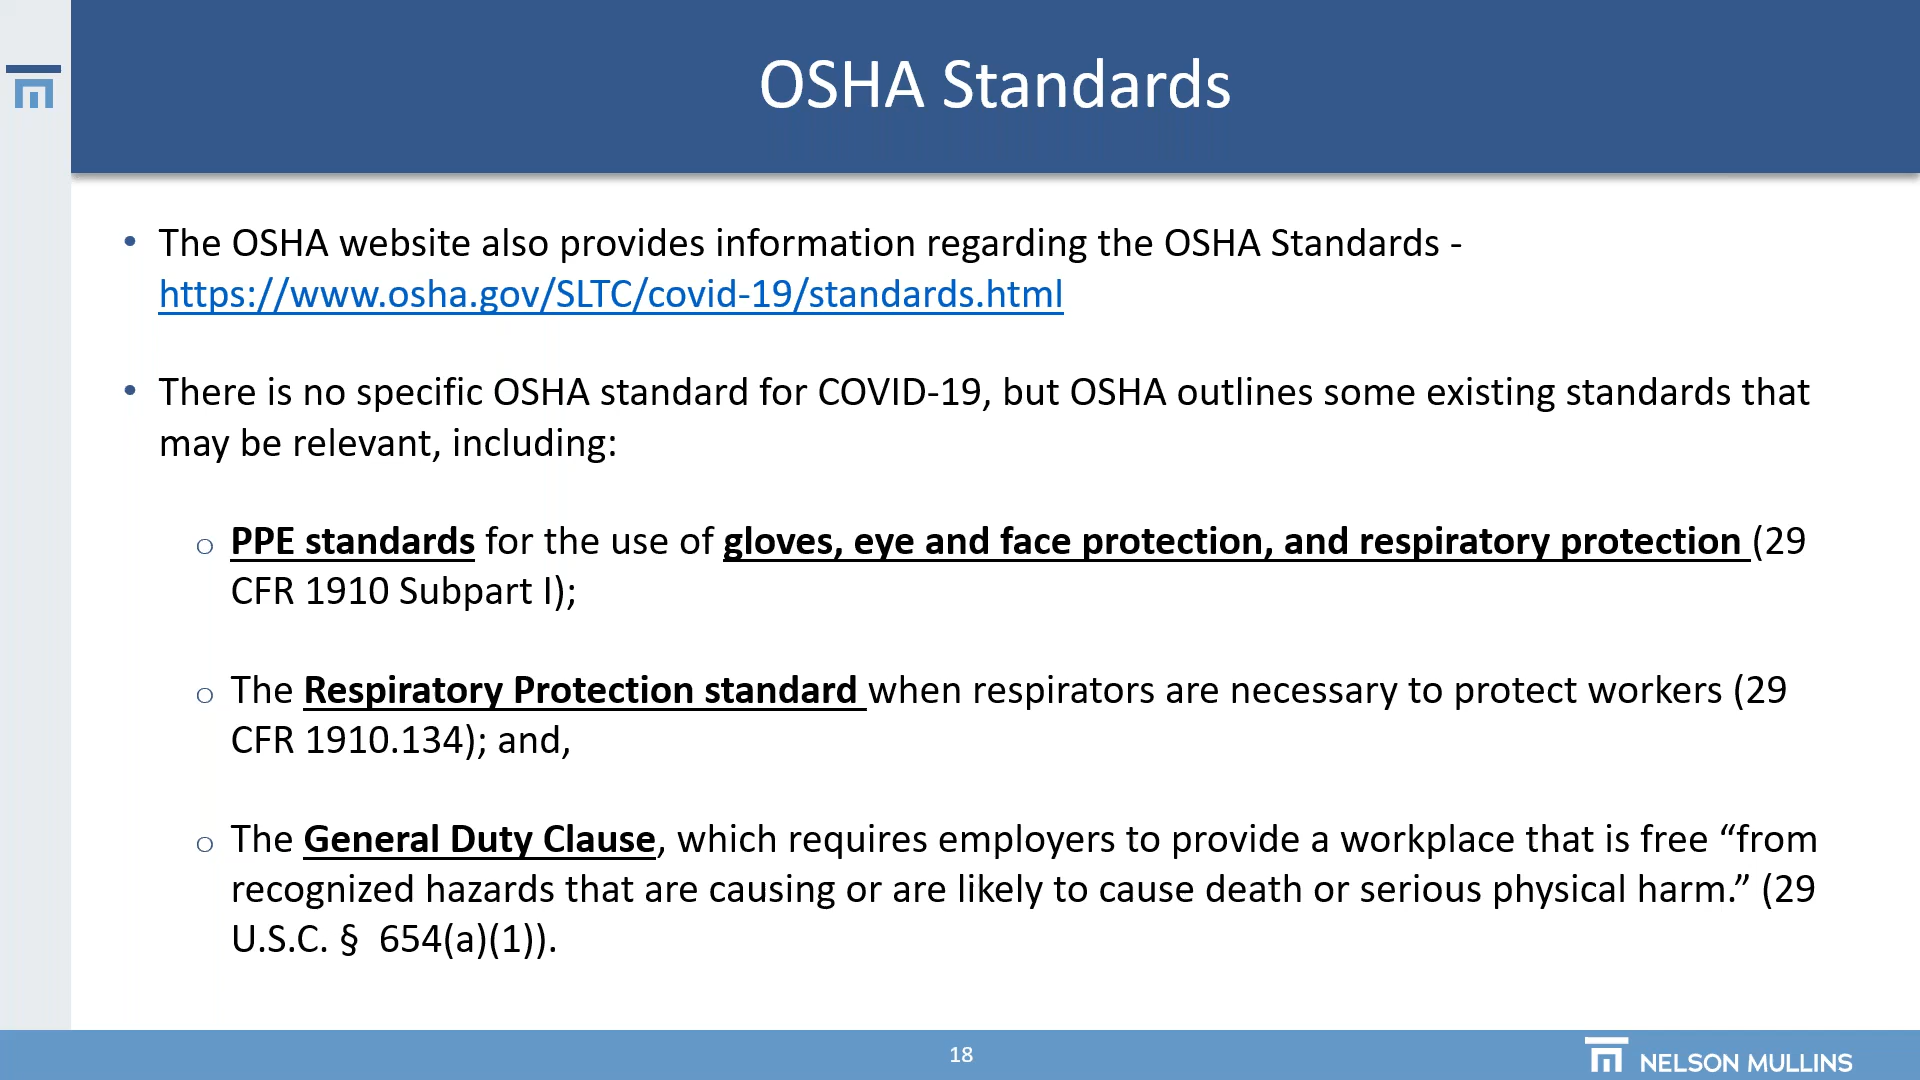 OSHA Standards
• The OSHA website also provides information regarding the OSHA Standards -
https://www.osha.gov/SLTC/covid-19/standards.html
• There is no specific OSHA standard for COVID-19, but OSHA outlines some existing standards that
may be relevant, including:
o PPE standards for the use of gloves, eye and face protection, and respiratory protection (29
CFR 1910 Subpart I);
o The Respiratory Protection standard when respirators are necessary to protect workers (29
CFR 1910.134); and,
o The General Duty Clause, which requires employers to provide a workplace that is free “from
recognized hazards that are causing or are likely to cause death or serious physical harm.” (29
U.S.C. §  654(a)(1)).
18
NELSON MULLINS